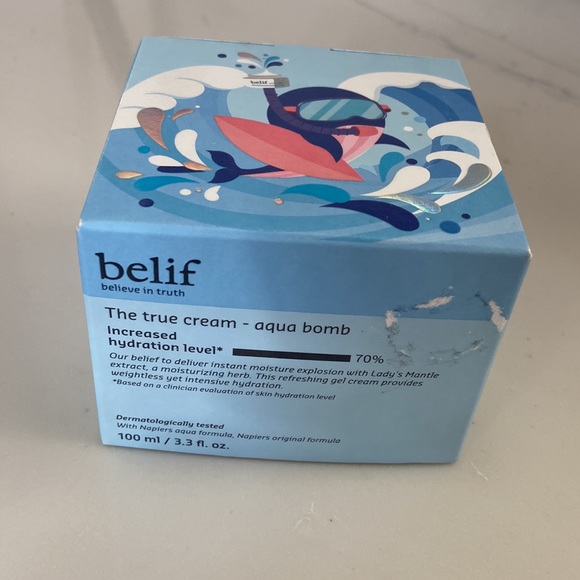 belif
belif
believe in truth
The true cream - aqua bomb
Increased
hydration level* 70%
Our belief to deliver instant moisture explosion with Lady's Mantle
extract, a moisturizing herb. This refreshing gel cream provides
weightless yet intensive hydration.
*Based on a clinician evaluation of skin hydration level
Dermatologically tested
With Napiers aqua formula, Napiers original formula
100 ml / 3.3 fl. oz.